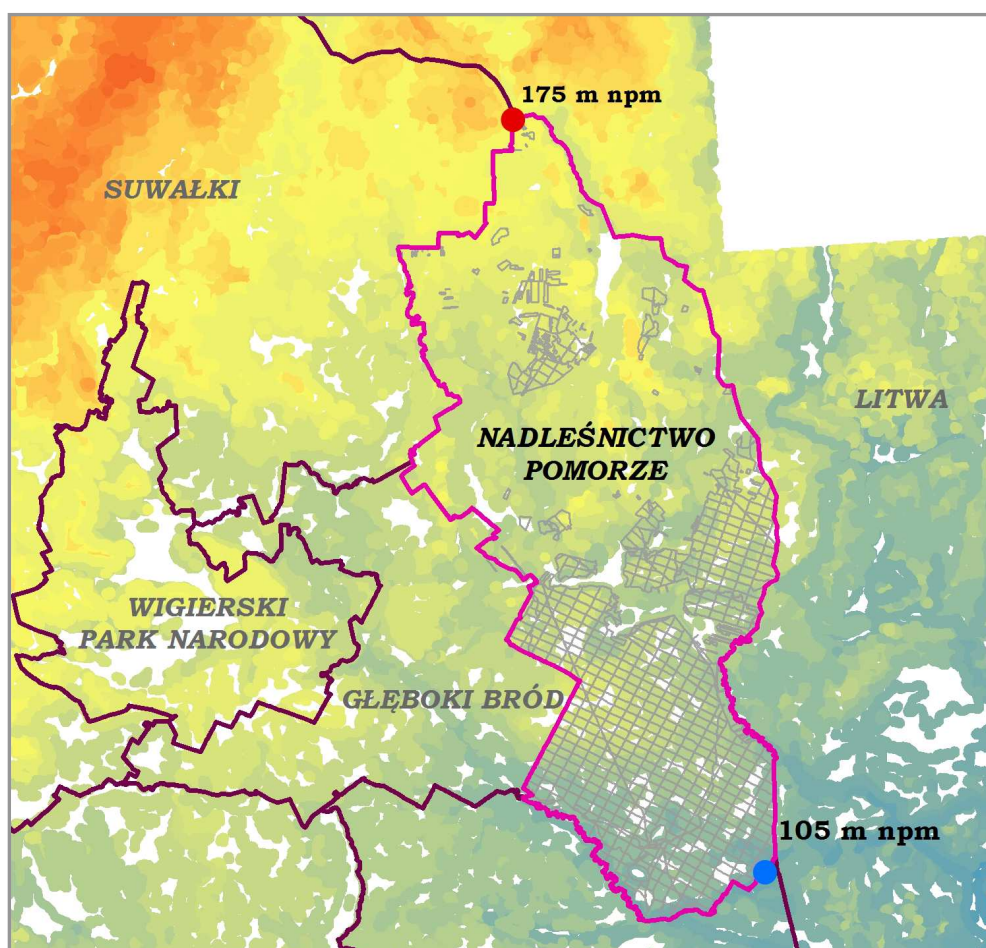 175 m npm
SUWAŁKI
LITWA
NADLEŚNICTWO
POMORZE
WIGIERSKI
PARK NARODOWY
GŁĘBOKI BRÓD
105 m npm